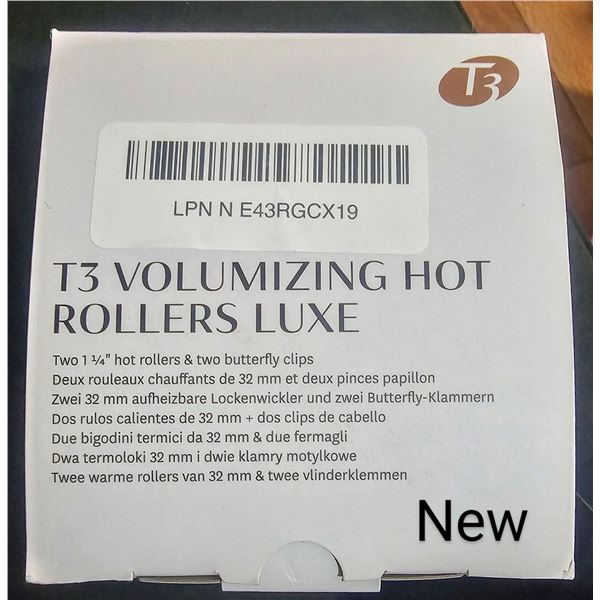 T3
LPN N E43RGCX19
T3 VOLUMIZING HOT
ROLLERS LUXE
Two 1 ¼" hot rollers & two butterfly clips
Deux rouleaux chauffants de 32 mm et deux pinces papillon
Zwei 32 mm aufheizbare Lockenwickler und zwei Butterfly-Klammern
Dos rulos calientes de 32 mm + dos clips de cabello
Due bigodini termici da 32 mm & due fermagli
Dwa termoloki 32 mm i dwie klamry motylkowe
Twee warme rollers van 32 mm & twee vlinderklemmen
New